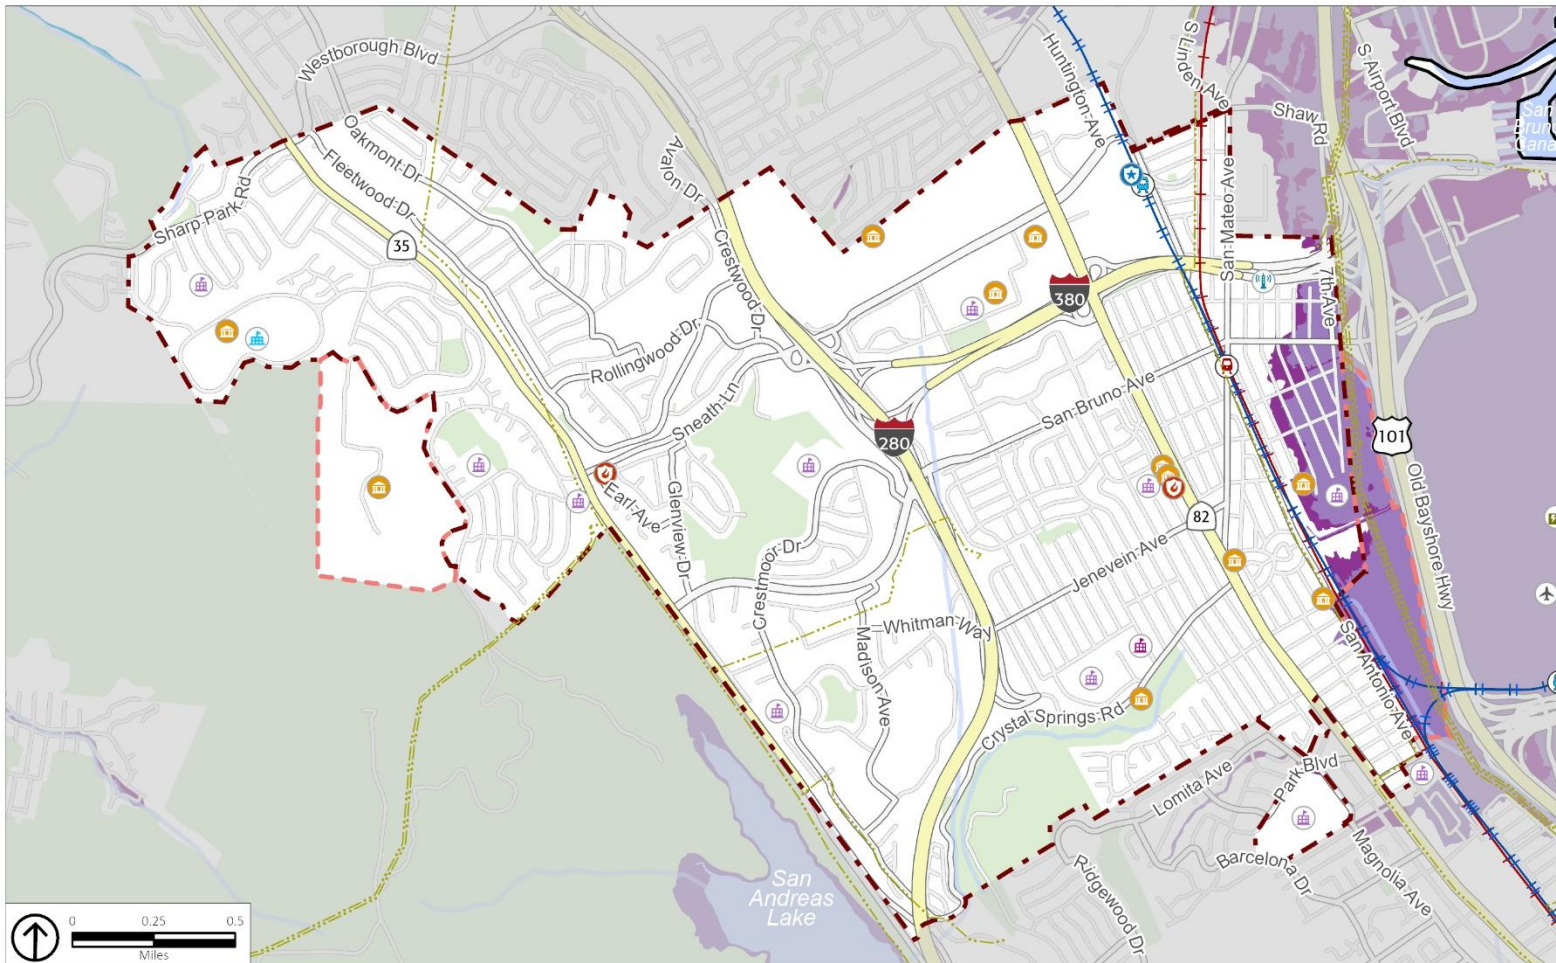 Westborough Blvd
Huntington Ave
S Linden Ave
S Airport Blvd
Shaw Rd
San
Bruno
Oakmont Dr
Avalon Dr
Fleetwood Dr
Sharp Park Rd
San Mateo Ave
35
Crestwood Dr
7th Ave
380
Rollingwood Dr
Sneath Ln
San Bruno Ave
280
101
Earl Ave
Glenview Dr
82
Old Bayshore Hwy
Crestmoor Dr
Jenevein Ave
Whitman Way
Madison Ave
San Antonio Ave
Crystal Springs Rd
Park Blvd
Lomita Ave
Magnolia Ave
Barcelona Dr
Ridgewood Dr
San
Andreas
Lake
0 0.25 0.5
Miles